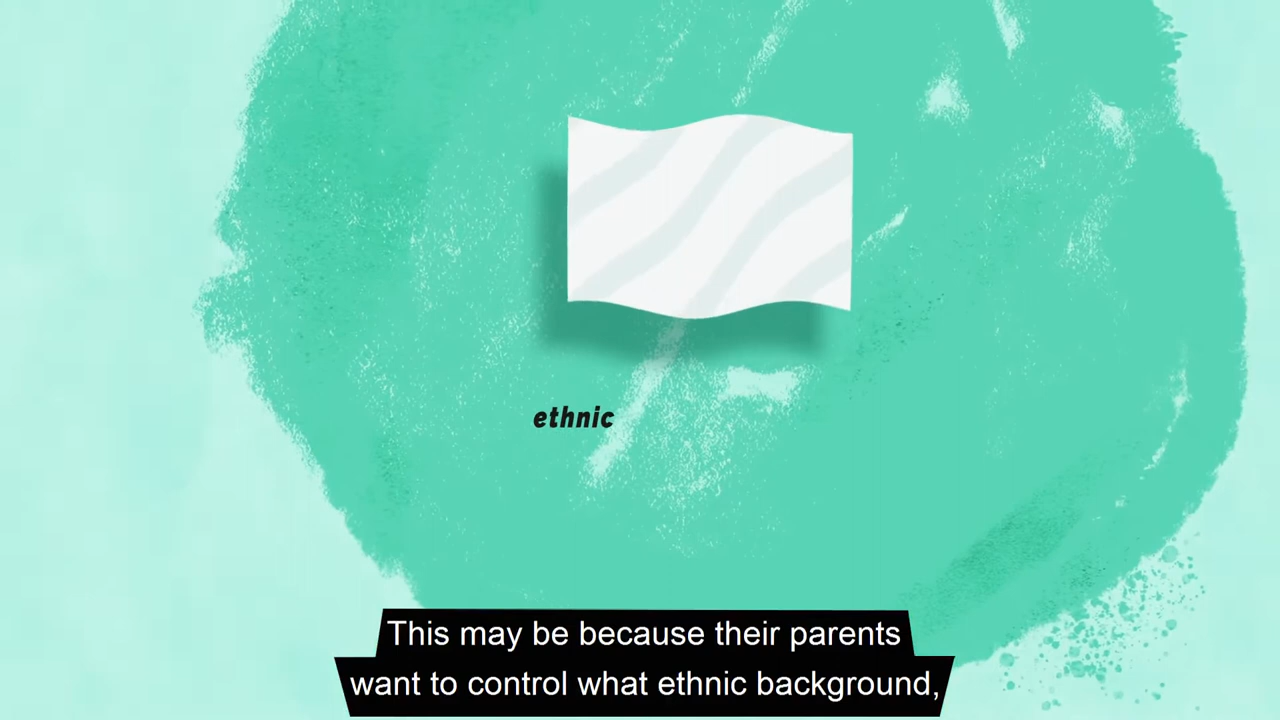 ethnic
This may be because their parents
want to control what ethnic background,